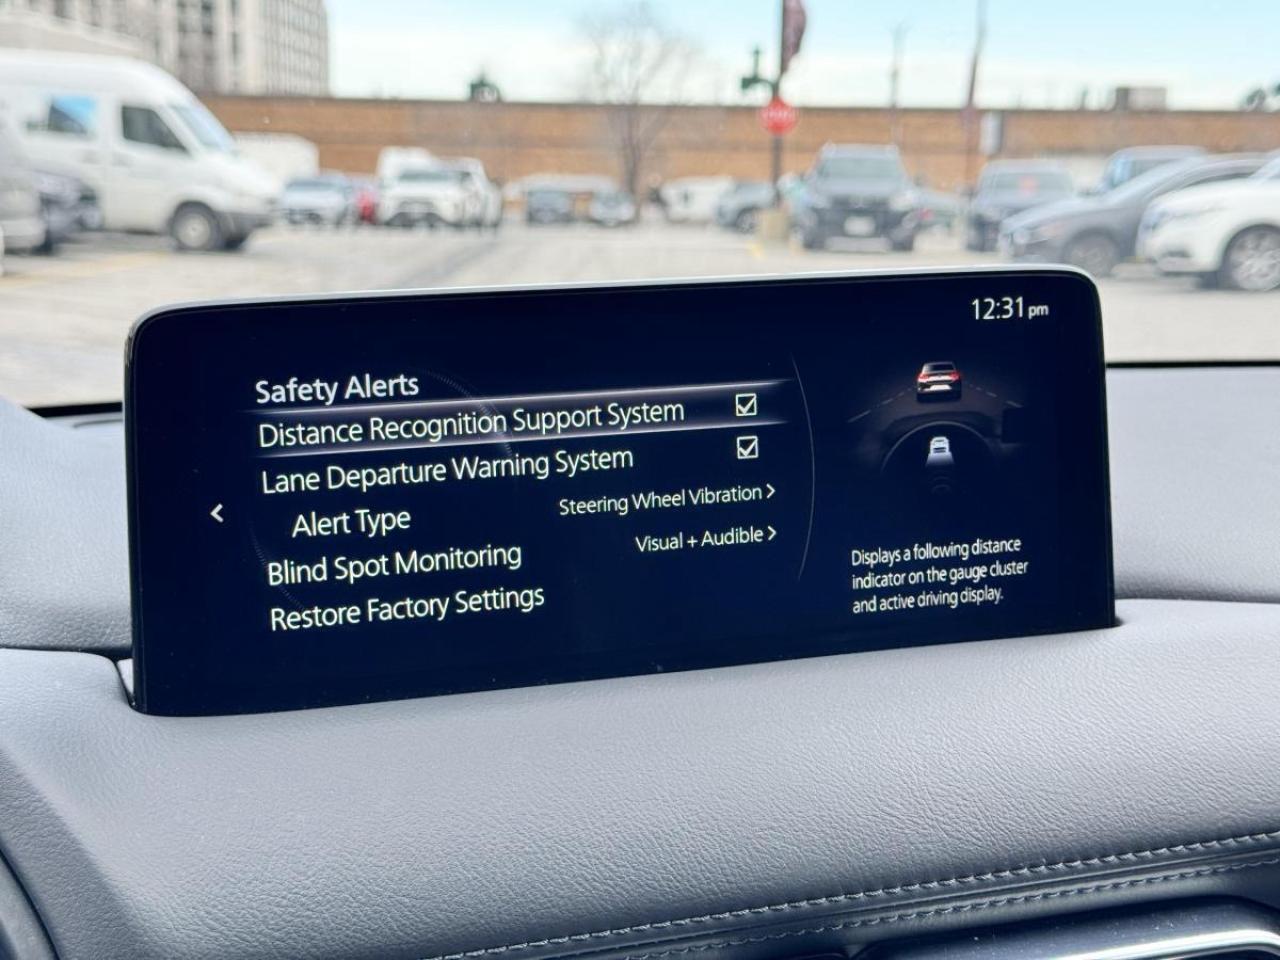 12:31 pm
Safety Alerts
Distance Recognition Support System
Lane Departure Warning System
Alert Type Steering Wheel Vibration >
Blind Spot Monitoring Visual + Audible >
Restore Factory Settings
Displays a following distance
indicator on the gauge cluster
and active driving display.